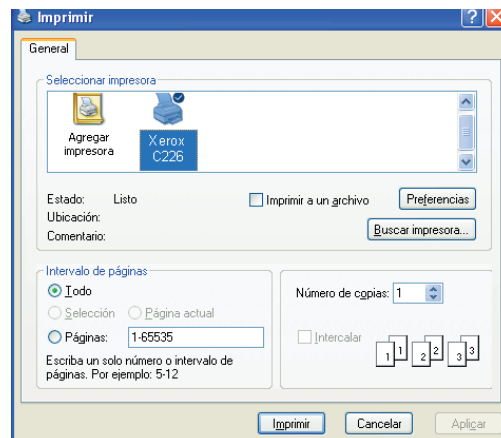 Imprimir
General
Seleccionar impresora
Agregar
impresora
Xerox
C226
Estado: Listo
Ubicación:
Comentario:
Imprimir a un archivo
Preferencias
Buscar impresora...
Intervalo de páginas
Todo
Selección Página actual
Páginas: 1-65535
Escriba un solo número o intervalo de
páginas. Por ejemplo: 5-12
Número de copias: 1
Intercalar
1 1 2 2 3 3
Imprimir Cancelar Aplicar